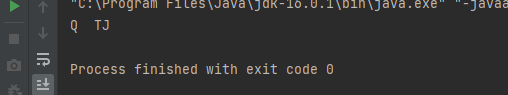 "C:\Program Files\Java\jdk-16.0.1\bin\java.exe" "-javaa
Q  TJ
Process finished with exit code 0